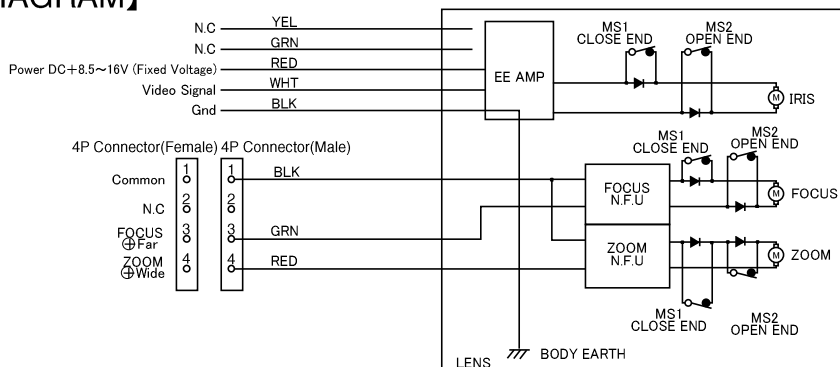 AGRAM】
N.C YEL
N.C GRN
Power DC+8.5～16V (Fixed Voltage) RED
Video Signal WHT
Gnd BLK
EE AMP
MS1
CLOSE END
MS2
OPEN END
M IRIS
4P Connector(Female) 4P Connector(Male)
Common 1 1 BLK
N.C 2 2
FOCUS
⊕Far 3 3 GRN
ZOOM
⊕Wide 4 4 RED
FOCUS
N.F.U
MS1
CLOSE END
MS2
OPEN END
M FOCUS
ZOOM
N.F.U
M ZOOM
MS1
CLOSE END
MS2
OPEN END
LENS
BODY EARTH